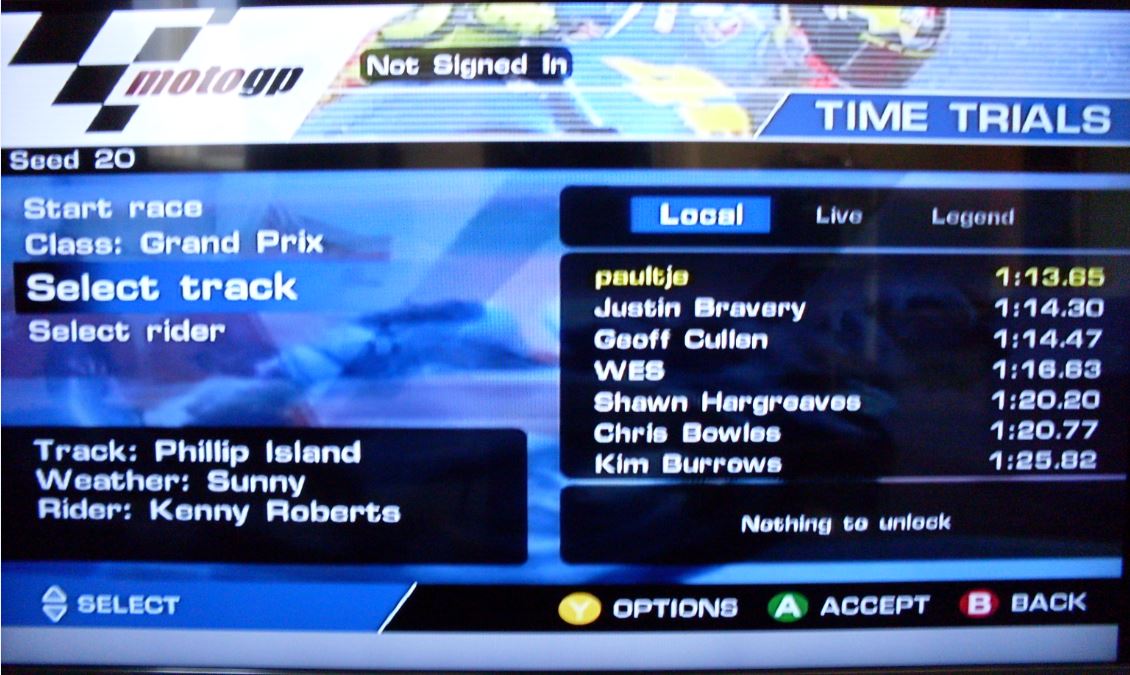 motogp
Not Signed In
TIME TRIALS
Seed 20
Start race
Class: Grand Prix
Select track
Select rider
Local Live Legend
paultje 1:13.65
Justin Bravery 1:14.30
Geoff Cullen 1:14.47
WES 1:16.63
Shawn Hargreaves 1:20.20
Chris Bowles 1:20.77
Kim Burrows 1:25.82
Track: Phillip Island
Weather: Sunny
Rider: Kenny Roberts
Nothing to unlock
SELECT Y OPTIONS A ACCEPT B BACK